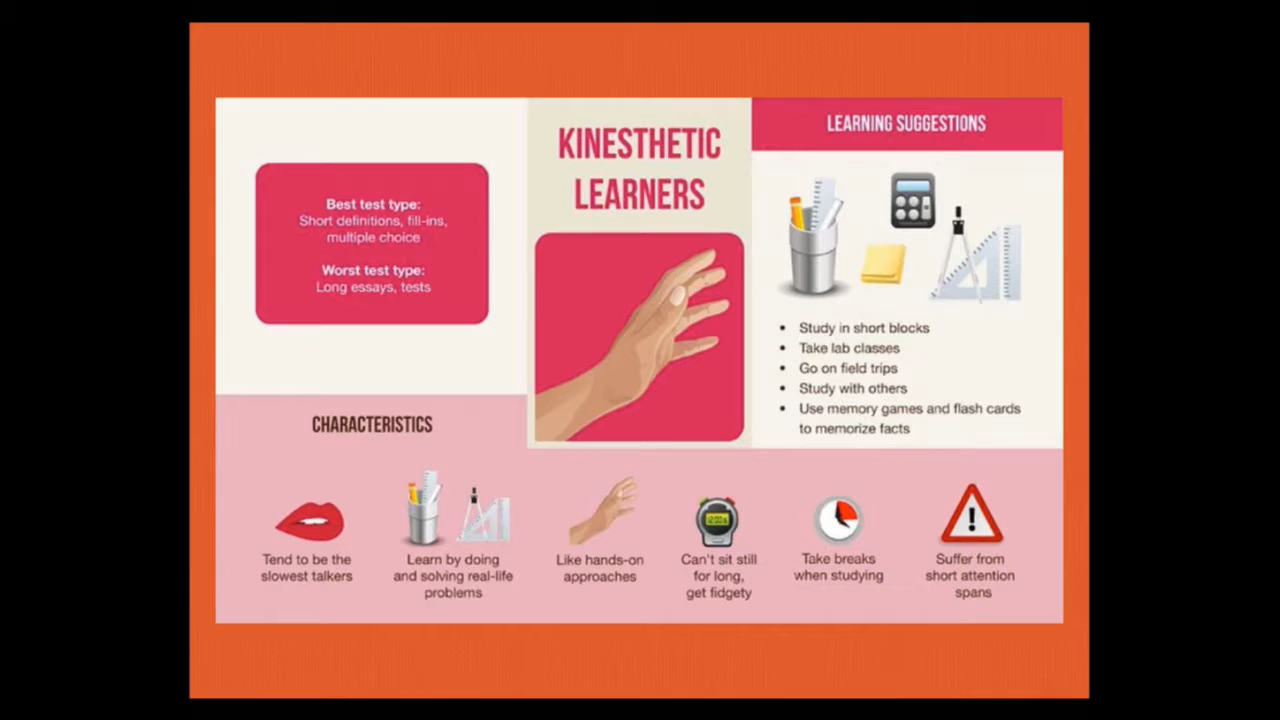 Best test type:
Short definitions, fill-ins,
multiple choice
Worst test type:
Long essays, tests
KINESTHETIC
LEARNERS
LEARNING SUGGESTIONS
• Study in short blocks
• Take lab classes
• Go on field trips
• Study with others
• Use memory games and flash cards
to memorize facts
CHARACTERISTICS
Tend to be the
slowest talkers
Learn by doing
and solving real-life
problems
Like hands-on
approaches
Can't sit still
for long,
get fidgety
Take breaks
when studying
Suffer from
short attention
spans